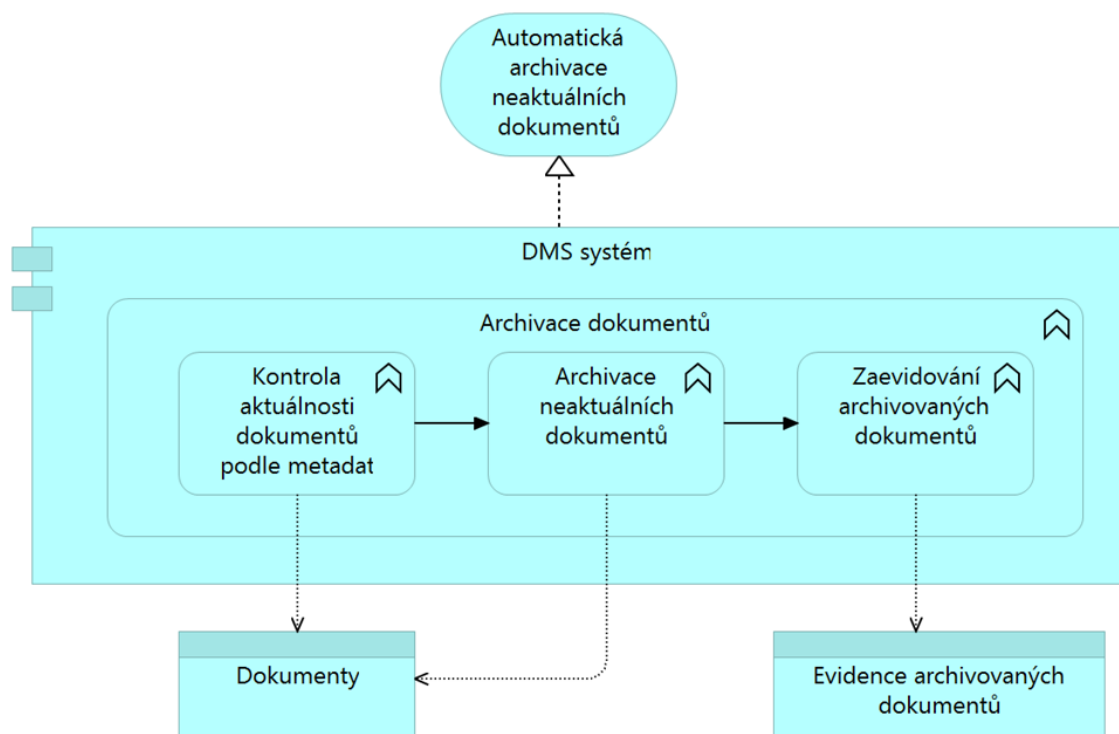 Automatická
archivace
neaktuálních
dokumentů
DMS systém
Archivace dokumentů
Kontrola
aktuálnosti
dokumentů
podle metadat
Archivace
neaktuálních
dokumentů
Zaevidování
archivovaných
dokumentů
Dokumenty
Evidence archivovaných
dokumentů